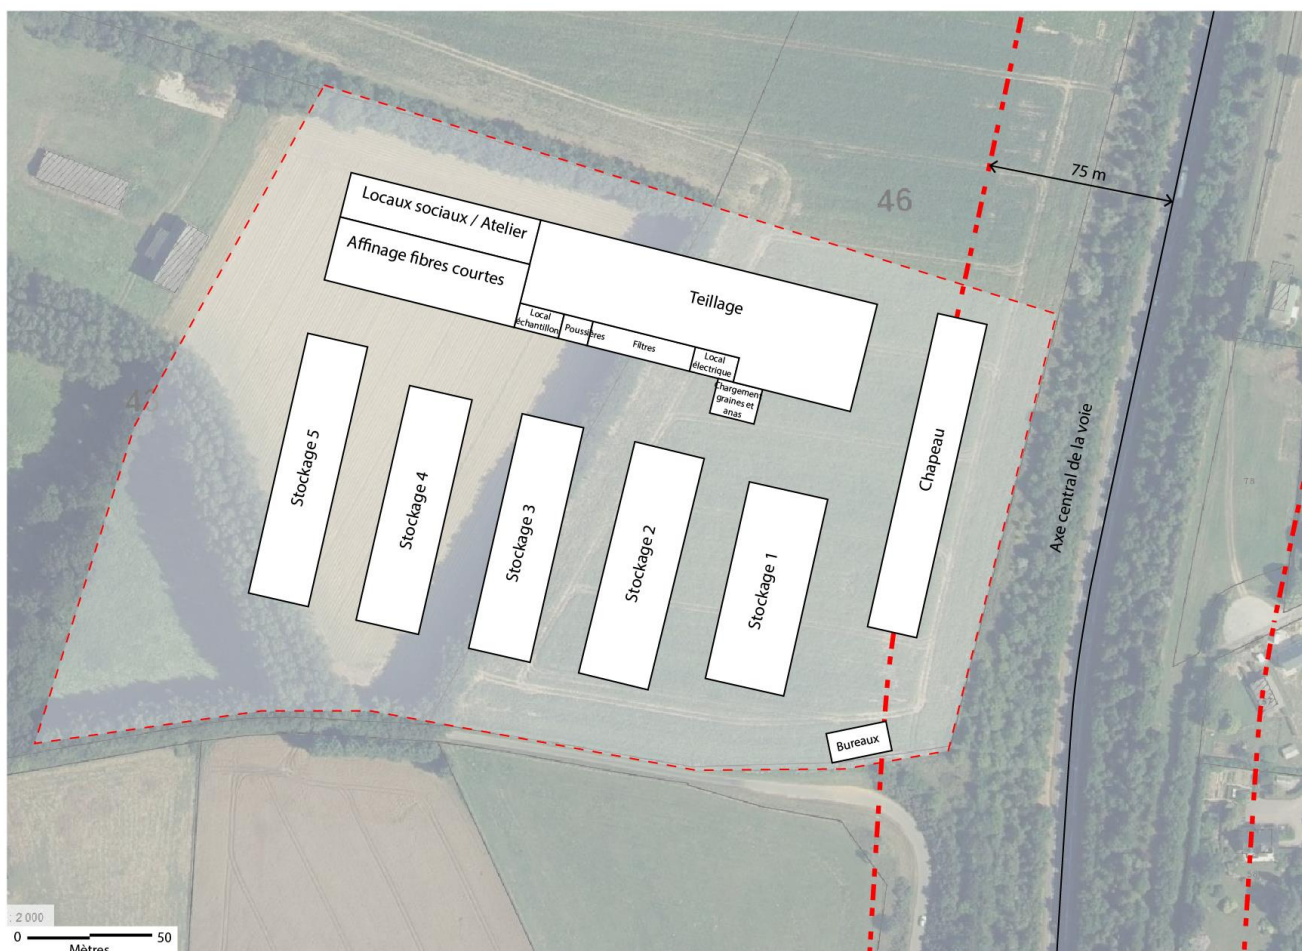 46
75 m
Locaux sociaux / Atelier
Affinage fibres courtes
Teillage
Local
échantillon
Poussières
Filtres
Local
électrique
Chargement
graines et
anas
Stockage 5
Stockage 4
Stockage 3
Stockage 2
Stockage 1
Chapeau
Axe central de la voie
Bureaux
: 2 000
0
50
Mètres